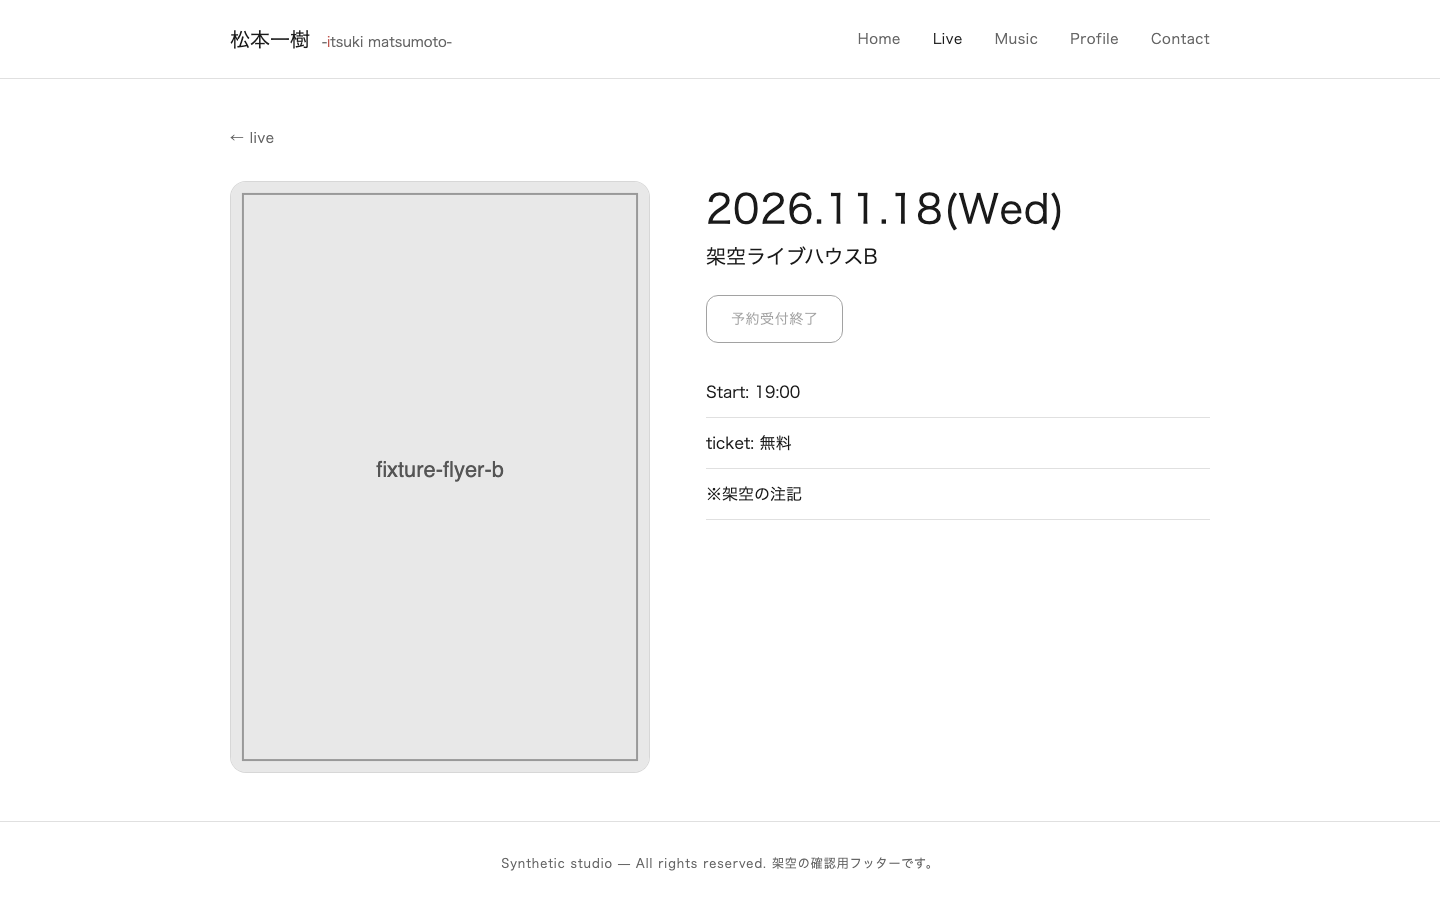 松本一樹 -itsuki matsumoto-
Home Live Music Profile Contact
← live
fixture-flyer-b
2026.11.18(Wed)
架空ライブハウスB
予約受付終了
Start: 19:00
ticket: 無料
※架空の注記
Synthetic studio — All rights reserved. 架空の確認用フッターです。